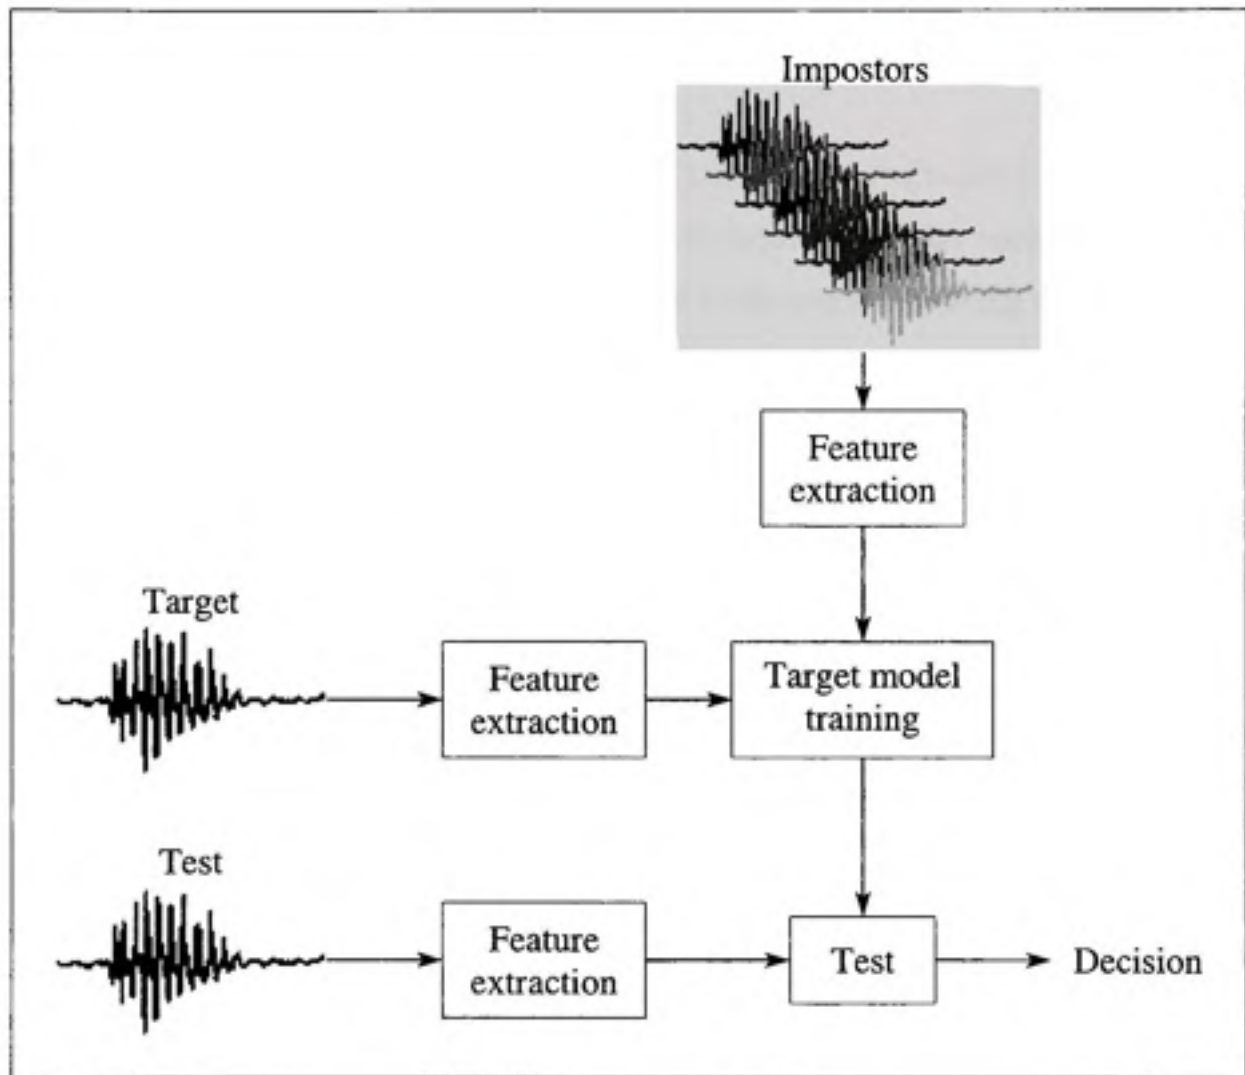 Impostors
Feature
extraction
Target
Feature
extraction
Target model
training
Test
Feature
extraction
Test
Decision